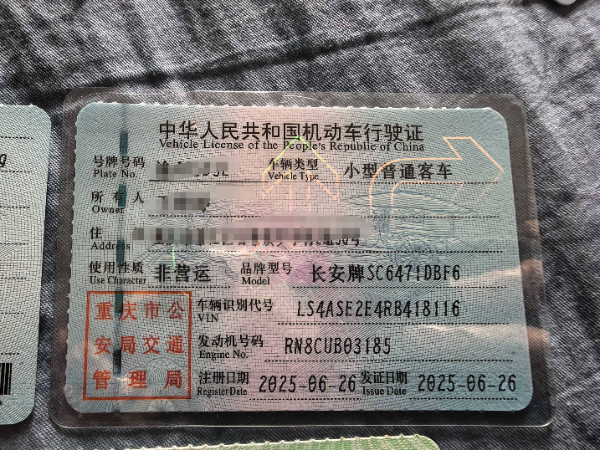 中华人民共和国机动车行驶证
Vehicle License of the People's Republic of China
号牌号码
Plate No.
车辆类型 小型普通客车
Vehicle Type
所有人
Owner
住
Address
使用性质 非营运 品牌型号 长安牌SC6471DBF6
Use Character Model
重庆市公
安局交通
管理局
车辆识别代号 LS4ASE2E4RB418116
VIN
发动机号码 RN8CUB03185
Engine No.
注册日期 2025-06-26 发证日期 2025-06-26
Register Date Issue Date